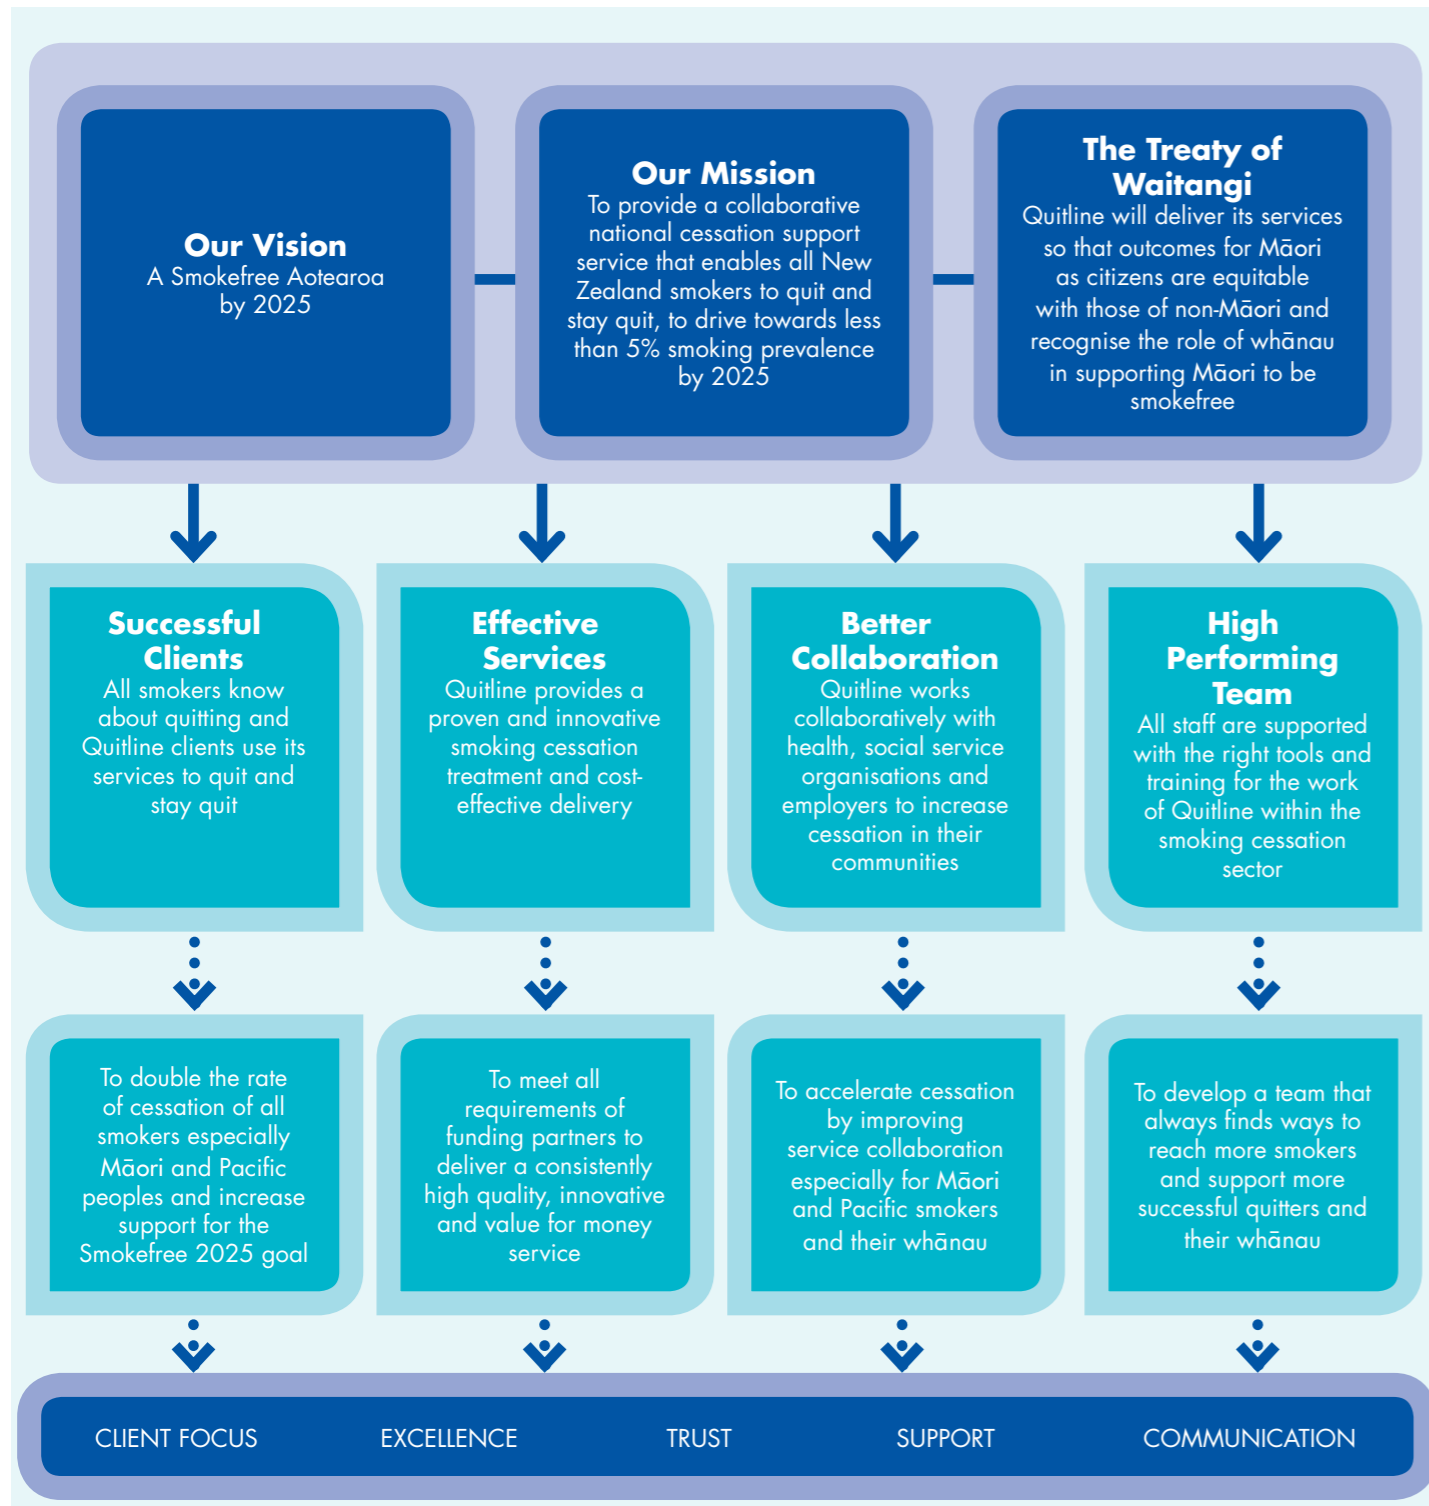 Our Vision
A Smokefree Aotearoa
by 2025
Our Mission
To provide a collaborative
national cessation support
service that enables all New
Zealand smokers to quit and
stay quit, to drive towards less
than 5% smoking prevalence
by 2025
The Treaty of
Waitangi
Quitline will deliver its services
so that outcomes for Māori
as citizens are equitable
with those of non-Māori and
recognise the role of whānau
in supporting Māori to be
smokefree
Successful
Clients
All smokers know
about quitting and
Quitline clients use its
services to quit and
stay quit
Effective
Services
Quitline provides a
proven and innovative
smoking cessation
treatment and cost-
effective delivery
Better
Collaboration
Quitline works
collaboratively with
health, social service
organisations and
employers to increase
cessation in their
communities
High
Performing
Team
All staff are supported
with the right tools and
training for the work
of Quitline within the
smoking cessation
sector
To double the rate
of cessation of all
smokers especially
Māori and Pacific
peoples and increase
support for the
Smokefree 2025 goal
To meet all
requirements of
funding partners to
deliver a consistently
high quality, innovative
and value for money
service
To accelerate cessation
by improving
service collaboration
especially for Māori
and Pacific smokers
and their whānau
To develop a team that
always finds ways to
reach more smokers
and support more
successful quitters and
their whānau
CLIENT FOCUS
EXCELLENCE
TRUST
SUPPORT
COMMUNICATION